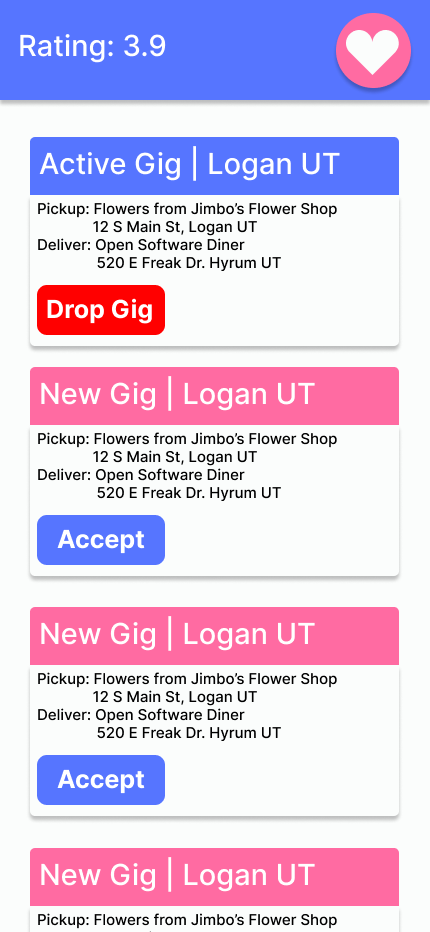 Rating: 3.9
Active Gig | Logan UT
Pickup: Flowers from Jimbo’s Flower Shop
12 S Main St, Logan UT
Deliver: Open Software Diner
520 E Freak Dr. Hyrum UT
Drop Gig
New Gig | Logan UT
Pickup: Flowers from Jimbo’s Flower Shop
12 S Main St, Logan UT
Deliver: Open Software Diner
520 E Freak Dr. Hyrum UT
Accept
New Gig | Logan UT
Pickup: Flowers from Jimbo’s Flower Shop
12 S Main St, Logan UT
Deliver: Open Software Diner
520 E Freak Dr. Hyrum UT
Accept
New Gig | Logan UT
Pickup: Flowers from Jimbo’s Flower Shop